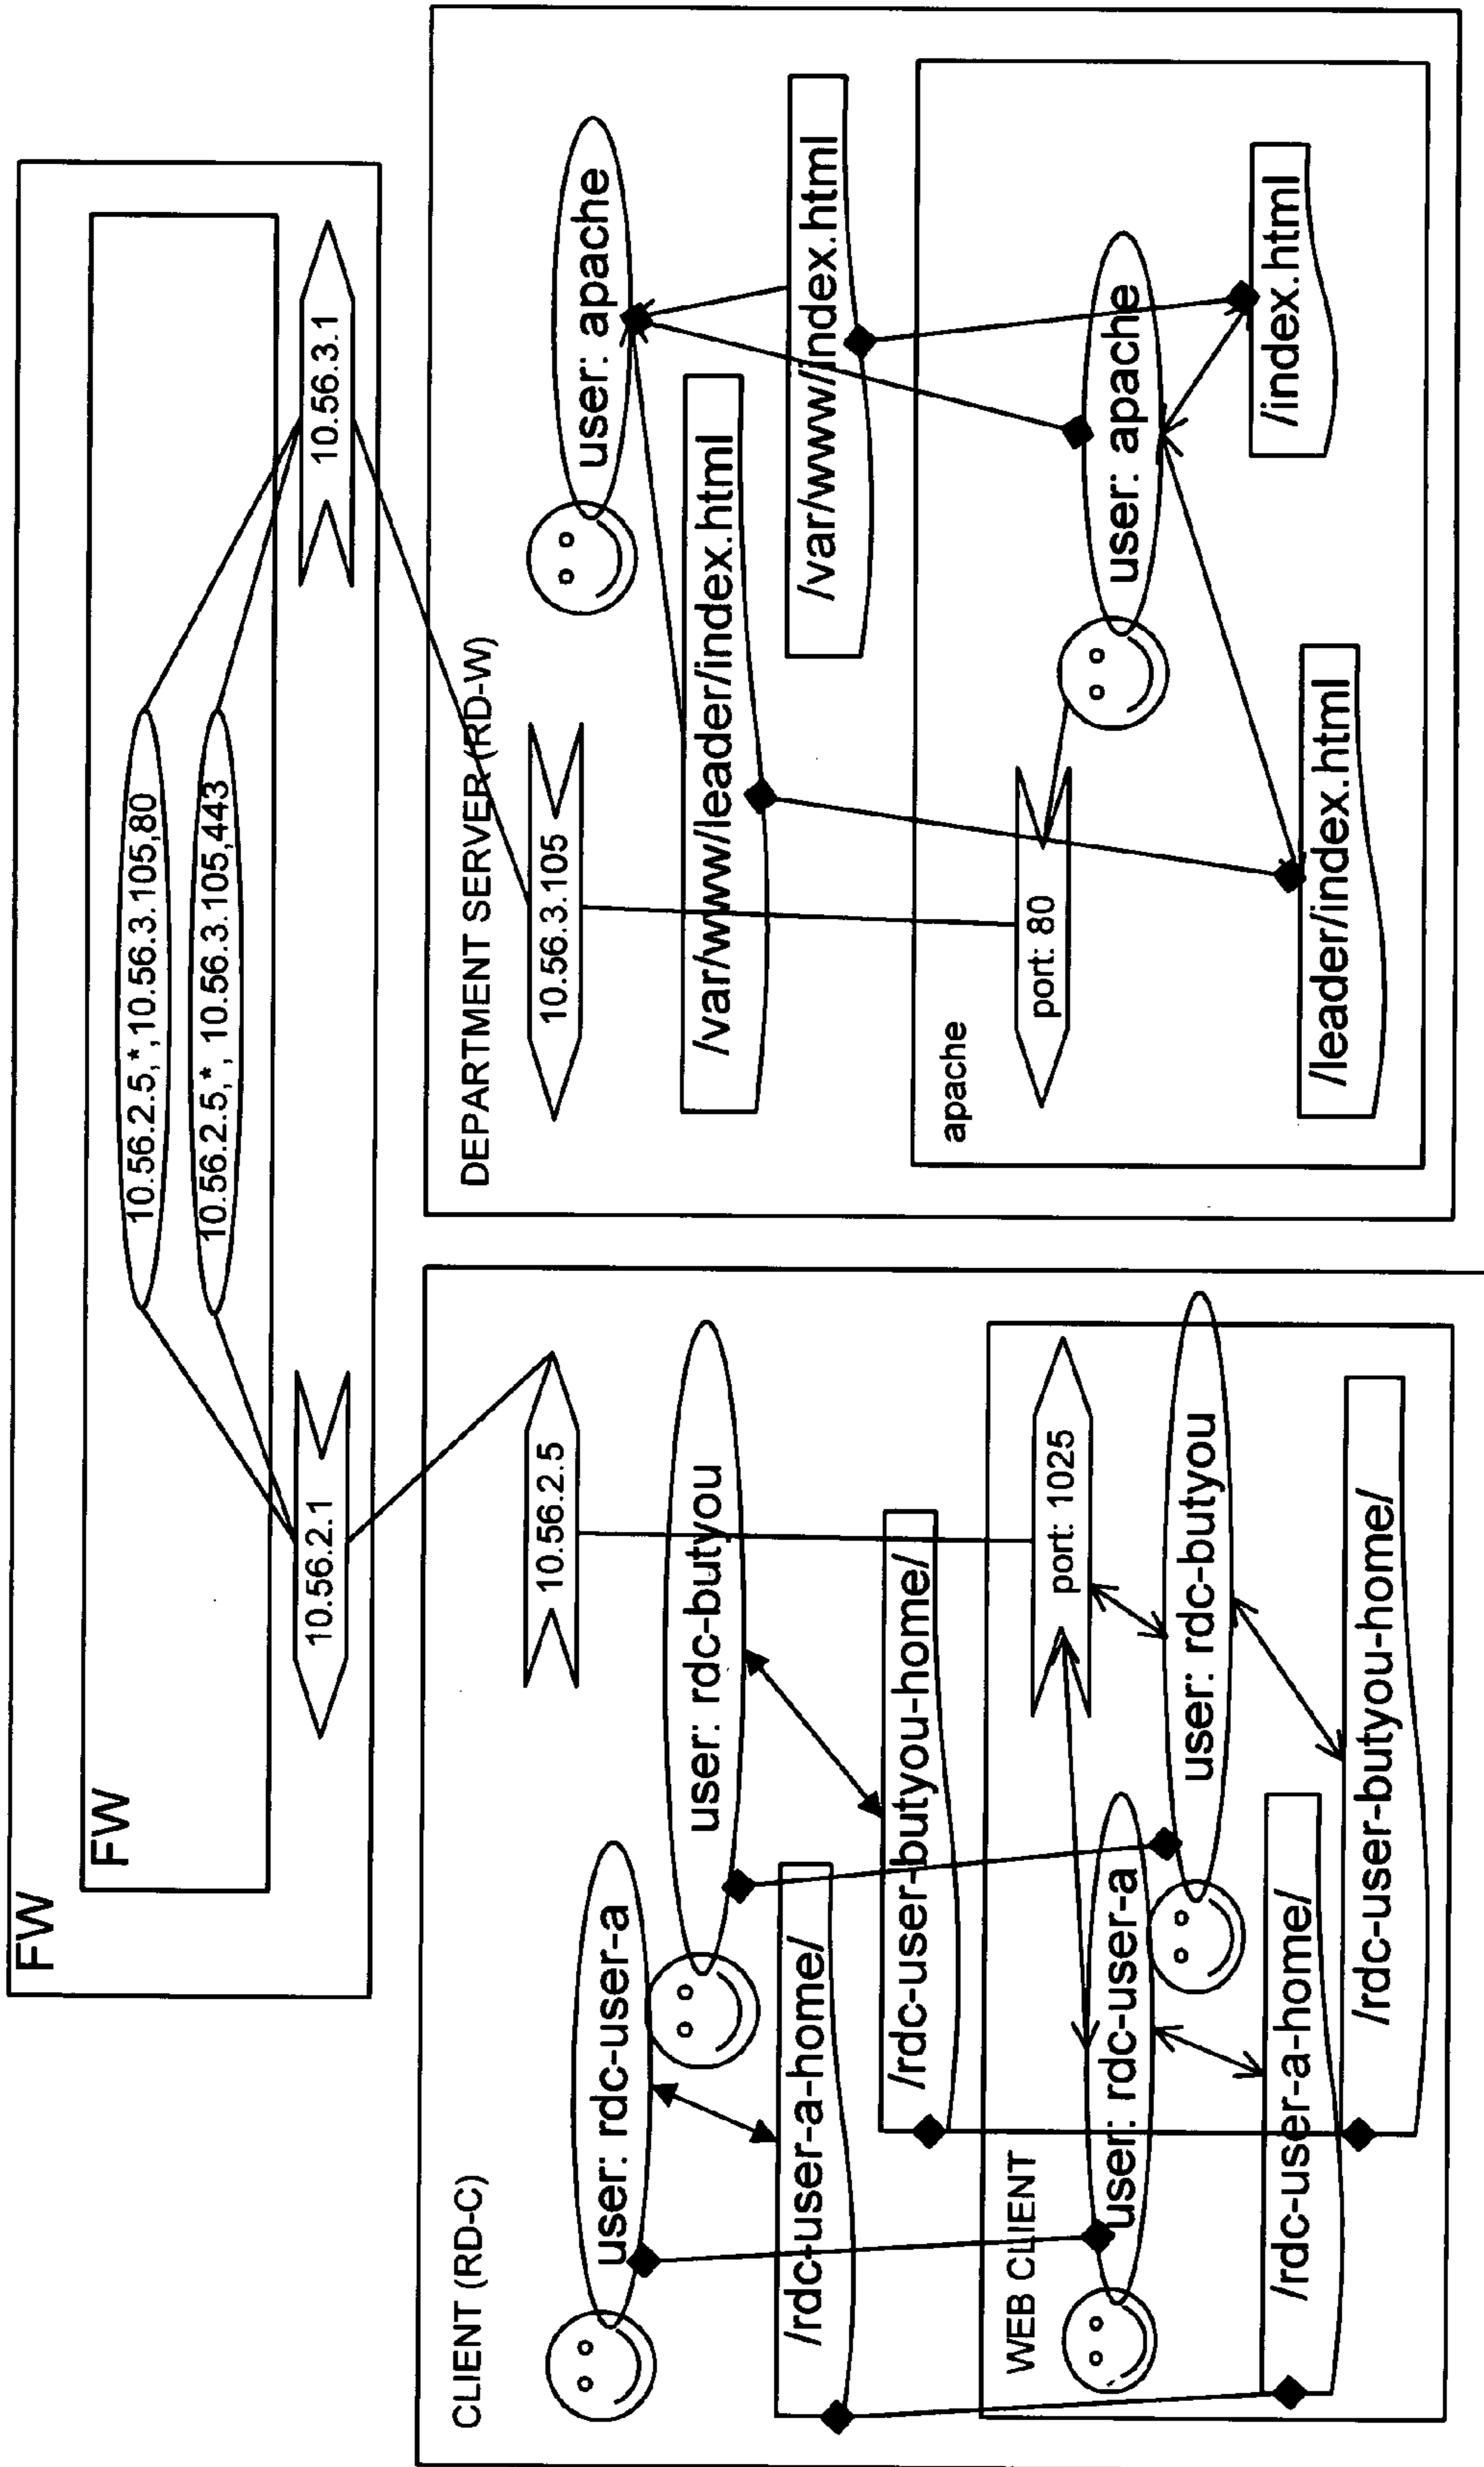 FW
FW
10.56.2.5,*,10.56.3.105,80
10.56.2.5,*, 10.56.3.105,443
10.56.2.1
10.56.3.1
CLIENT (RD-C)
10.56.2.5
user: rdc-user-a
user: rdc-butyou
/rdc-user-a-home/
/rdc-user-butyou-home/
WEB CLIENT
port: 1025
user: rdc-user-a
user: rdc-butyou
/rdc-user-a-home/
/rdc-user-butyou-home/
DEPARTMENT SERVER (RD-W)
10.56.3.105
user: apache
/var/www/leader/index.html
/var/www/index.html
apache
port: 80
user: apache
/leader/index.html
/index.html